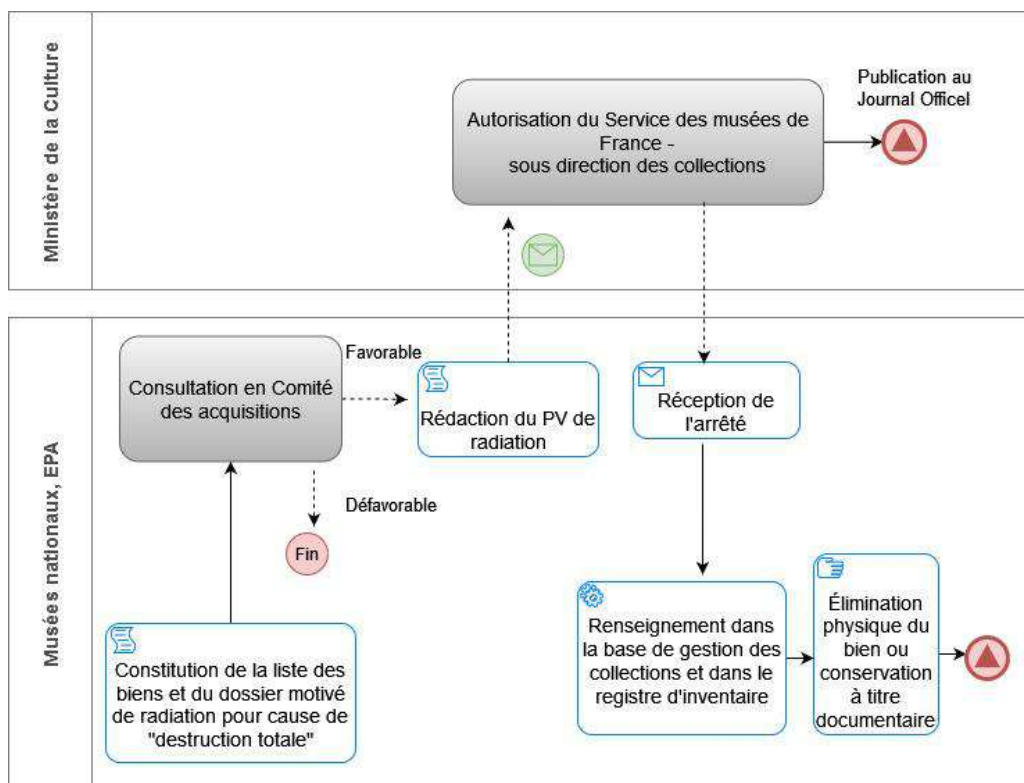 Ministère de la Culture
Publication au
Journal Officel
Autorisation du Service des musées de
France -
sous direction des collections
Musées nationaux, EPA
Consultation en Comité
des acquisitions
Favorable
Rédaction du PV de
radiation
Réception de
l'arrêté
Défavorable
Fin
Constitution de la liste des
biens et du dossier motivé
de radiation pour cause de
"destruction totale"
Renseignement dans
la base de gestion des
collections et dans le
registre d'inventaire
Élimination
physique du
bien ou
conservation
à titre
documentaire